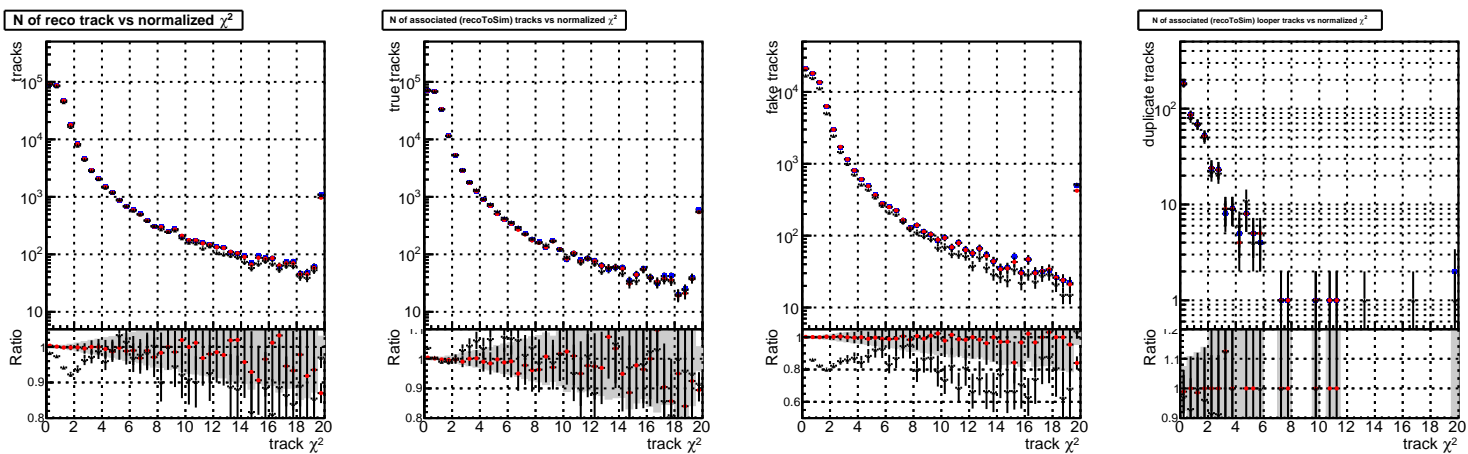 N of reco track vs normalized χ²
tracks
10⁵
10⁴
10³
10²
10
Ratio
1
0.9
0.8
0 2 4 6 8 10 12 14 16 18 20
track χ²
N of associated (recoToSim) tracks vs normalized χ²
true tracks
10⁵
10⁴
10³
10²
10
Ratio
1
0.9
0.8
0 2 4 6 8 10 12 14 16 18 20
track χ²
fake tracks
10⁴
10³
10²
10
Ratio
1
0.8
0.6
0 2 4 6 8 10 12 14 16 18 20
track χ²
N of associated (recoToSim) looper tracks vs normalized χ²
duplicate tracks
10²
10
1
Ratio
1.2
1.1
1
0.9
0 2 4 6 8 10 12 14 16 18 20
track χ²